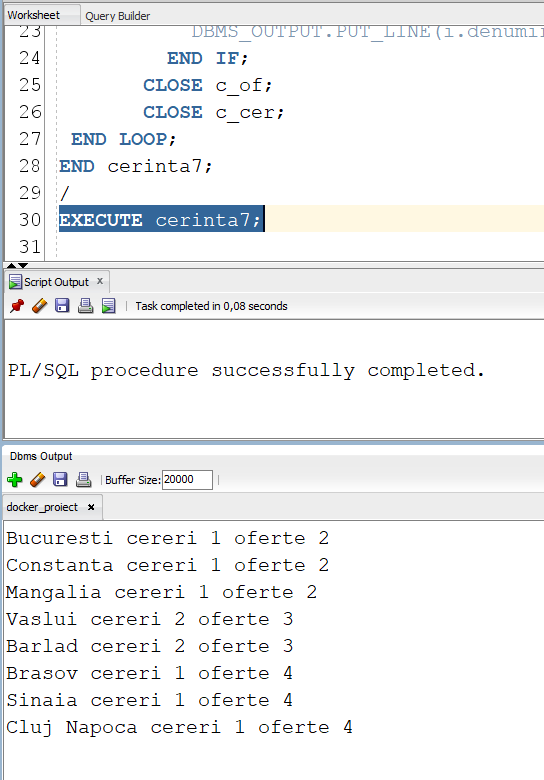 Worksheet Query Builder
23 DBMS_OUTPUT.PUT_LINE(i.denumi
24 END IF;
25 CLOSE c_of;
26 CLOSE c_cer;
27 END LOOP;
28 END cerinta7;
29 /
30 EXECUTE cerinta7;
31
Script Output x
Task completed in 0,08 seconds
PL/SQL procedure successfully completed.
Dbms Output
Buffer Size: 20000
docker_proiect x
Bucuresti cereri 1 oferte 2
Constanta cereri 1 oferte 2
Mangalia cereri 1 oferte 2
Vaslui cereri 2 oferte 3
Barlad cereri 2 oferte 3
Brasov cereri 1 oferte 4
Sinaia cereri 1 oferte 4
Cluj Napoca cereri 1 oferte 4